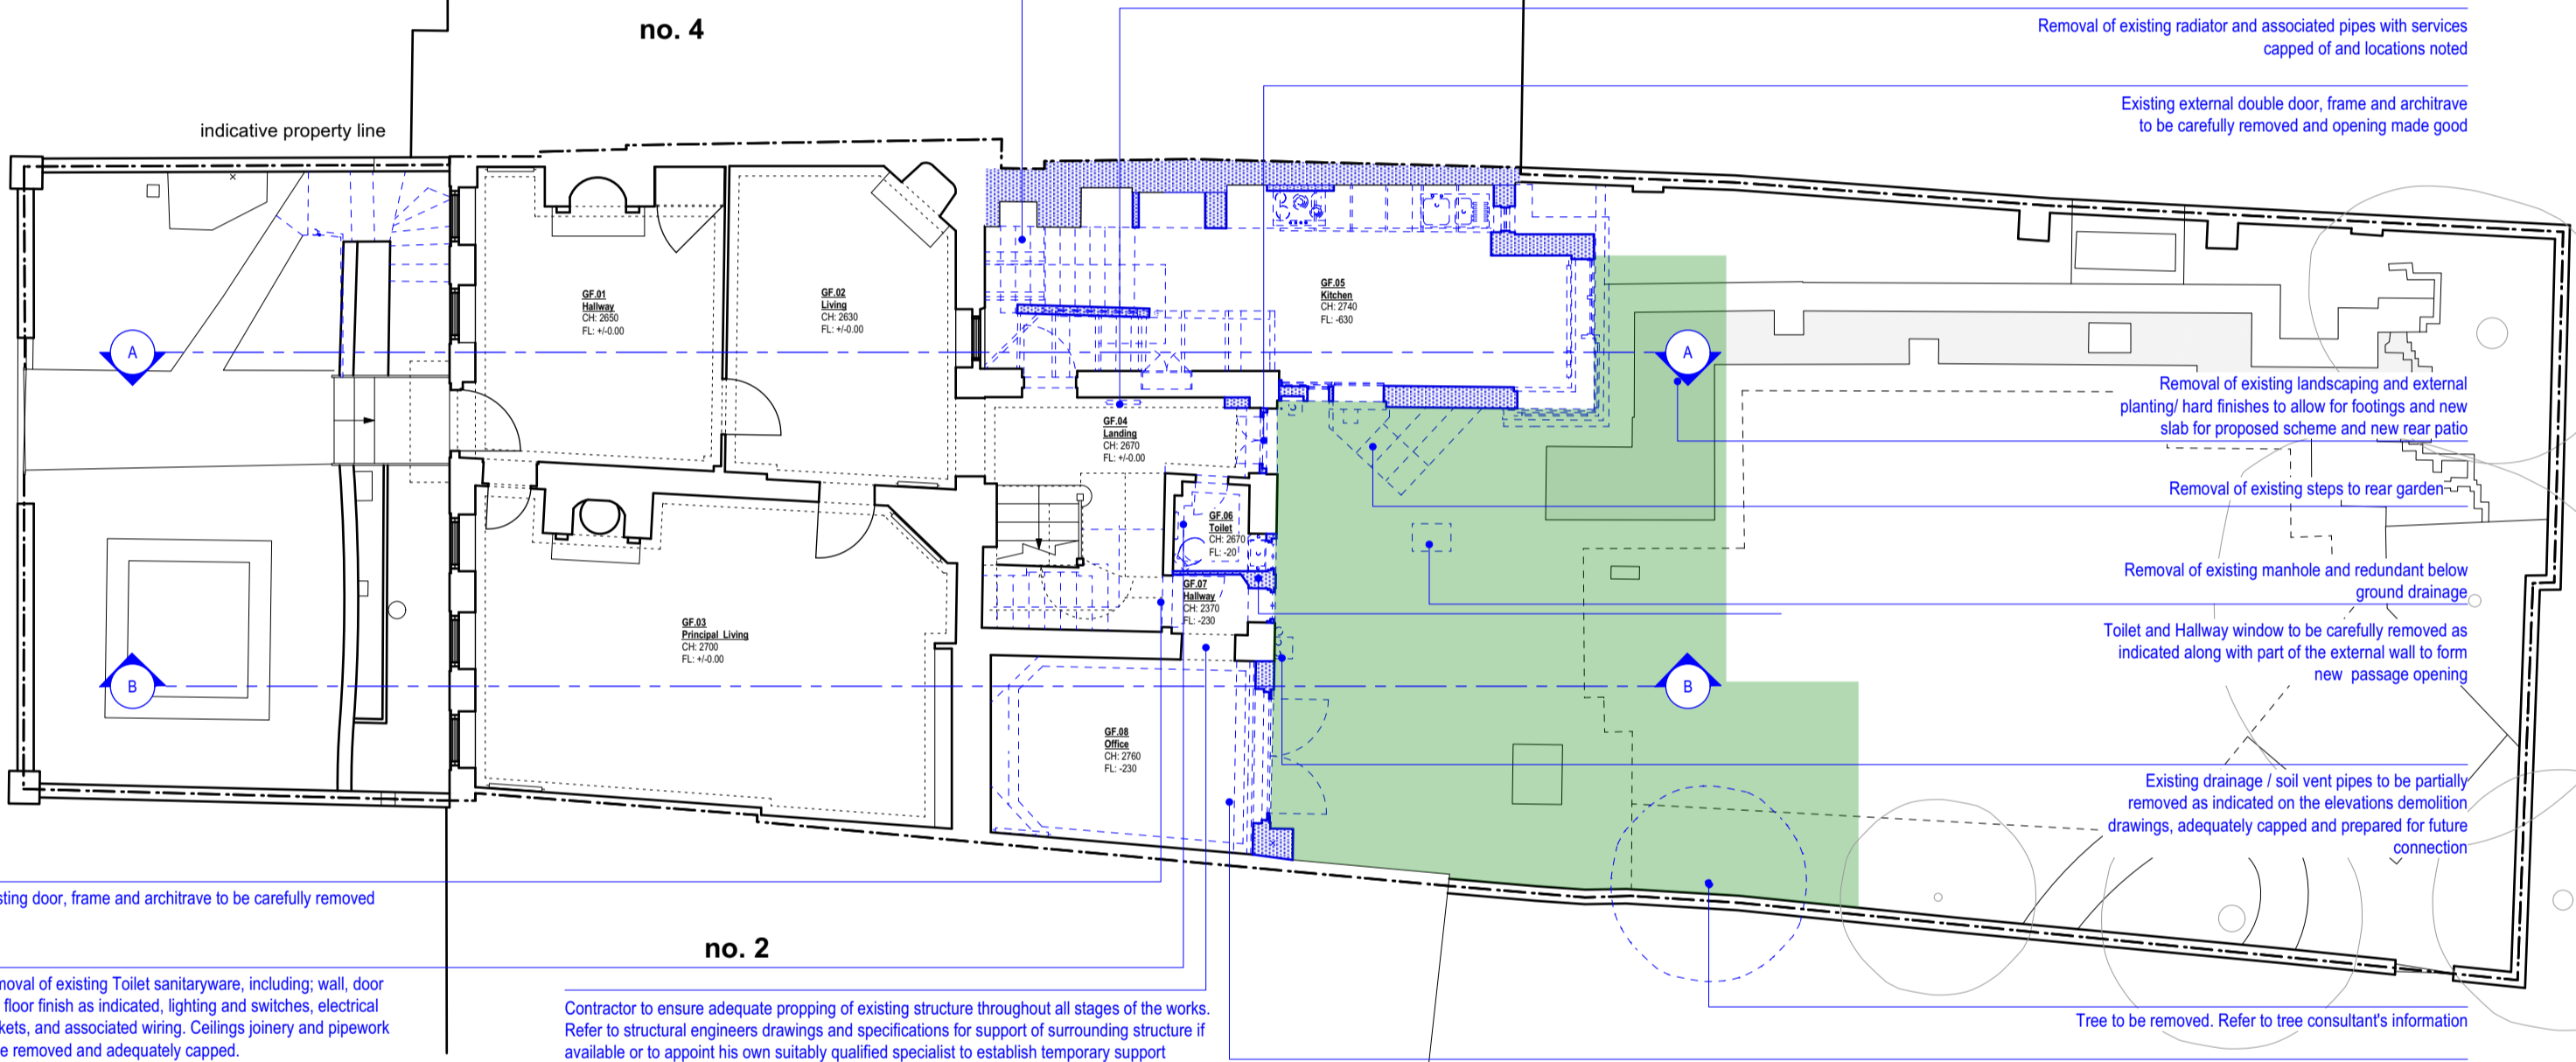 no. 4
Removal of existing radiator and associated pipes with services
capped of and locations noted
Existing external double door, frame and architrave
to be carefully removed and opening made good
indicative property line
GF.01
Hallway
CH: 2650
FL: +/-0.00
GF.02
Living
CH: 2630
FL: +/-0.00
GF.05
Kitchen
CH: 2740
FL: -630
A
A
Removal of existing landscaping and external
planting/ hard finishes to allow for footings and new
slab for proposed scheme and new rear patio
GF.04
Landing
CH: 2670
FL: +/-0.00
Removal of existing steps to rear garden
GF.06
Toilet
CH: 2670
FL: -20
Removal of existing manhole and redundant below
ground drainage
GF.07
Hallway
CH: 2370
FL: -230
GF.03
Principal Living
CH: 2700
FL: +/-0.00
Toilet and Hallway window to be carefully removed as
indicated along with part of the external wall to form
new passage opening
B
B
GF.08
Office
CH: 2760
FL: -230
Existing drainage / soil vent pipes to be partially
removed as indicated on the elevations demolition
drawings, adequately capped and prepared for future
connection
sting door, frame and architrave to be carefully removed
no. 2
moval of existing Toilet sanitaryware, including; wall, door
floor finish as indicated, lighting and switches, electrical
kets, and associated wiring. Ceilings joinery and pipework
e removed and adequately capped.
Contractor to ensure adequate propping of existing structure throughout all stages of the works.
Refer to structural engineers drawings and specifications for support of surrounding structure if
available or to appoint his own suitably qualified specialist to establish temporary support
Tree to be removed. Refer to tree consultant's information